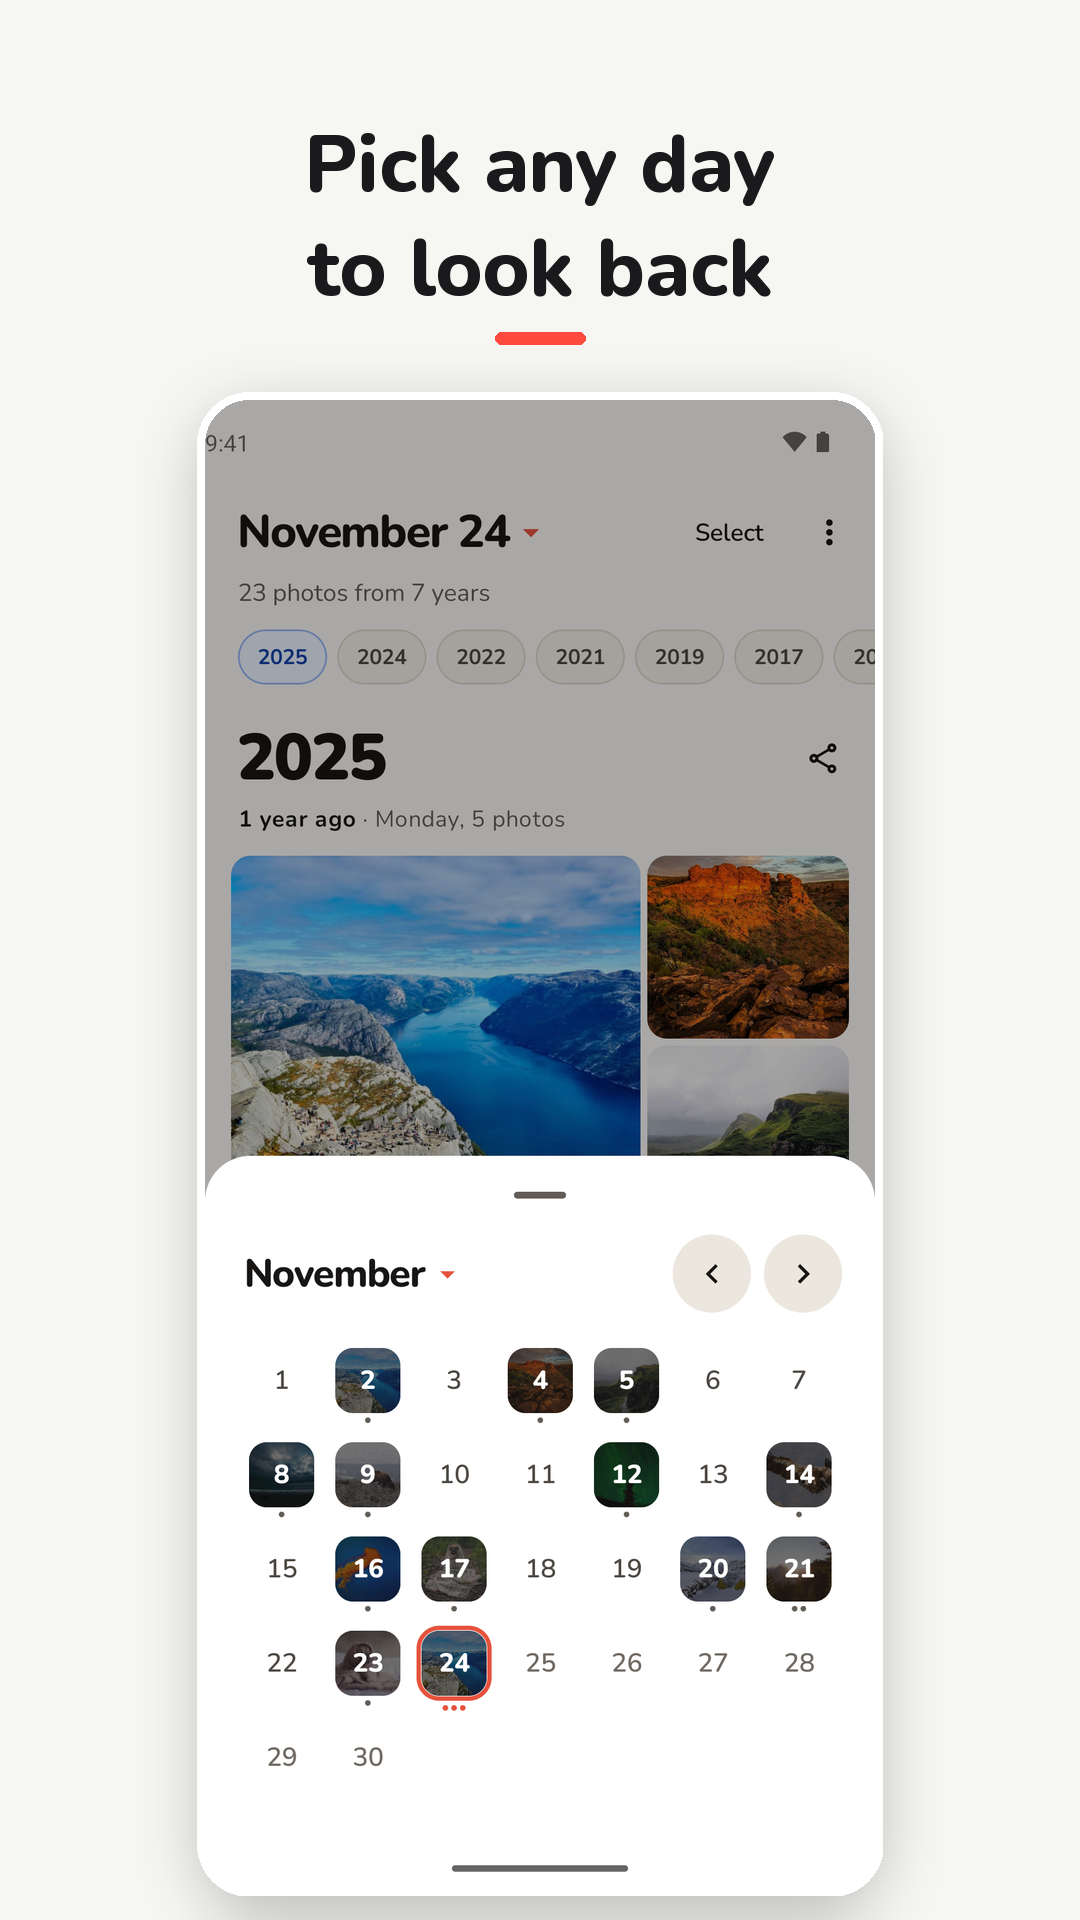 Pick any day
to look back
9:41
November 24
Select
23 photos from 7 years
2025 2024 2022 2021 2019 2017 20
2025
1 year ago · Monday, 5 photos
November
1 2 3 4 5 6 7
8 9 10 11 12 13 14
15 16 17 18 19 20 21
22 23 24 25 26 27 28
29 30